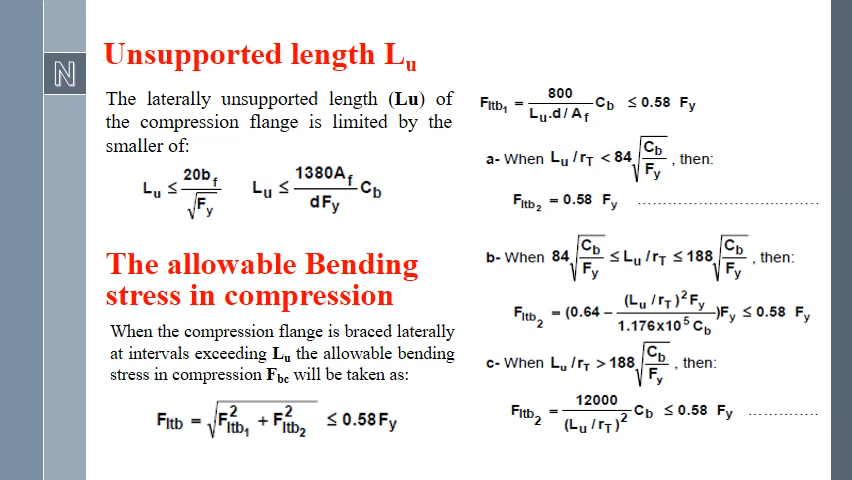 Unsupported length Lu
N
The laterally unsupported length (Lu) of
the compression flange is limited by the
smaller of:
Lu ≤ 20bf / √Fy    Lu ≤ 1380Af / dFy Cb
The allowable Bending
stress in compression
When the compression flange is braced laterally
at intervals exceeding Lu the allowable bending
stress in compression Fbc will be taken as:
Fltb = √(F²ltb1 + F²ltb2) ≤ 0.58Fy
Fltb1 = 800 / Lu.d/Af Cb ≤ 0.58 Fy
a- When Lu/rT < 84√(Cb/Fy) , then:
Fltb2 = 0.58 Fy ......................................
b- When 84√(Cb/Fy) ≤ Lu/rT ≤ 188√(Cb/Fy) , then:
Fltb2 = (0.64 – (Lu/rT)²Fy / 1.176x10⁵Cb )Fy ≤ 0.58 Fy
c- When Lu/rT > 188√(Cb/Fy) , then:
Fltb2 = 12000 / (Lu/rT)² Cb ≤ 0.58 Fy ...............